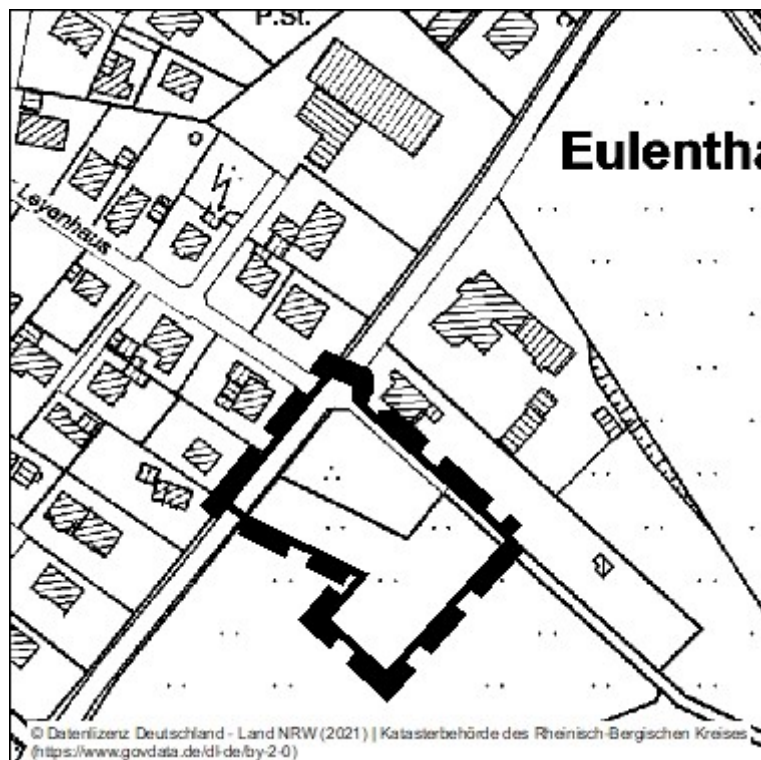 P.St.
Eulentha
Leyenhaus
© Datenlizenz Deutschland - Land NRW (2021) | Katasterbehörde des Rheinisch-Bergischen Kreises
(https://www.govdata.de/dl-de/by-2-0)